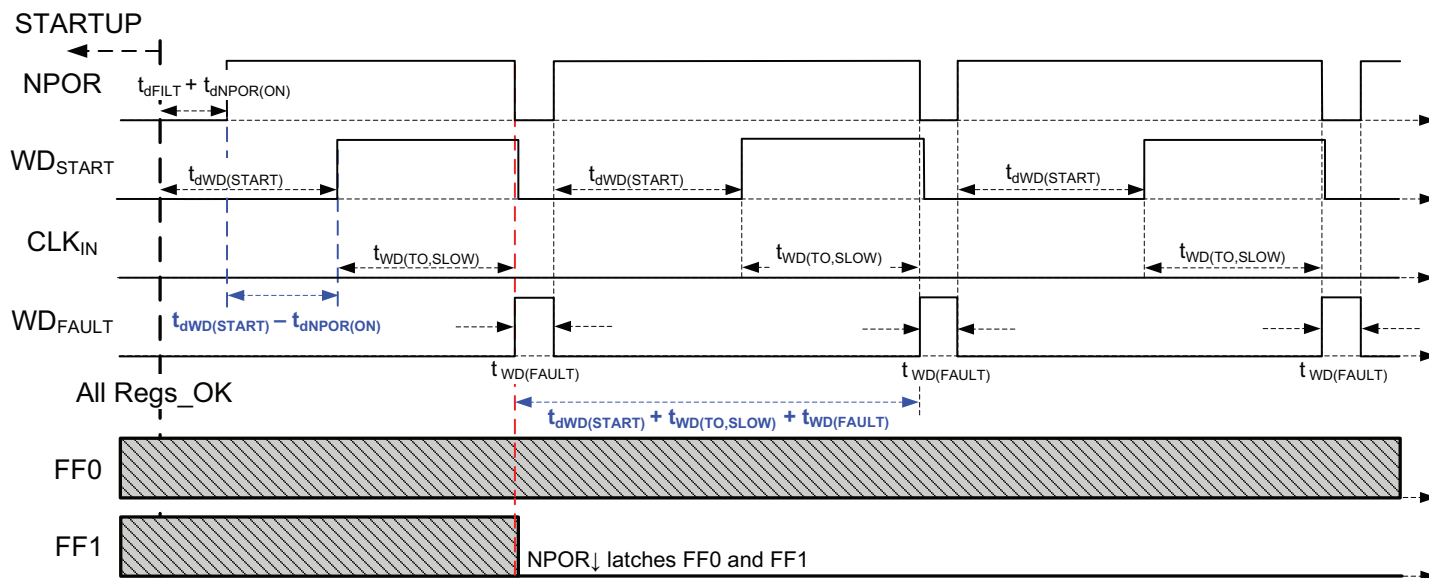 STARTUP
NPOR
tdFILT + tdNPOR(ON)
WDSTART
tdWD(START)
tdWD(START)
tdWD(START)
CLKIN
tWD(TO,SLOW)
tWD(TO,SLOW)
tWD(TO,SLOW)
tdWD(START) – tdNPOR(ON)
WDFAULT
tWD(FAULT)
tWD(FAULT)
tWD(FAULT)
All Regs_OK
tdWD(START) + tWD(TO,SLOW) + tWD(FAULT)
FF0
FF1
NPOR↓ latches FF0 and FF1